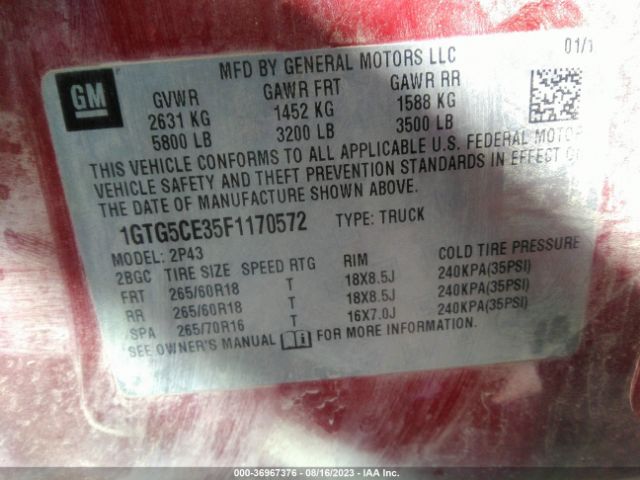 MFD BY GENERAL MOTORS LLC 01/1
GM
GVWR GAWR FRT GAWR RR
2631 KG 1452 KG 1588 KG
5800 LB 3200 LB 3500 LB
THIS VEHICLE CONFORMS TO ALL APPLICABLE U.S. FEDERAL MOTOR
VEHICLE SAFETY AND THEFT PREVENTION STANDARDS IN EFFECT
THE DATE OF MANUFACTURE SHOWN ABOVE.
1GTG5CE35F1170572 TYPE: TRUCK
MODEL: 2P43
2BGC TIRE SIZE SPEED RTG RIM COLD TIRE PRESSURE
FRT 265/60R18 T 18X8.5J 240KPA(35PSI)
RR 265/60R18 T 18X8.5J 240KPA(35PSI)
SPA 265/70R16 T 16X7.0J 240KPA(35PSI)
SEE OWNER'S MANUAL FOR MORE INFORMATION.
000-36967376 - 08/16/2023 - IAA Inc.